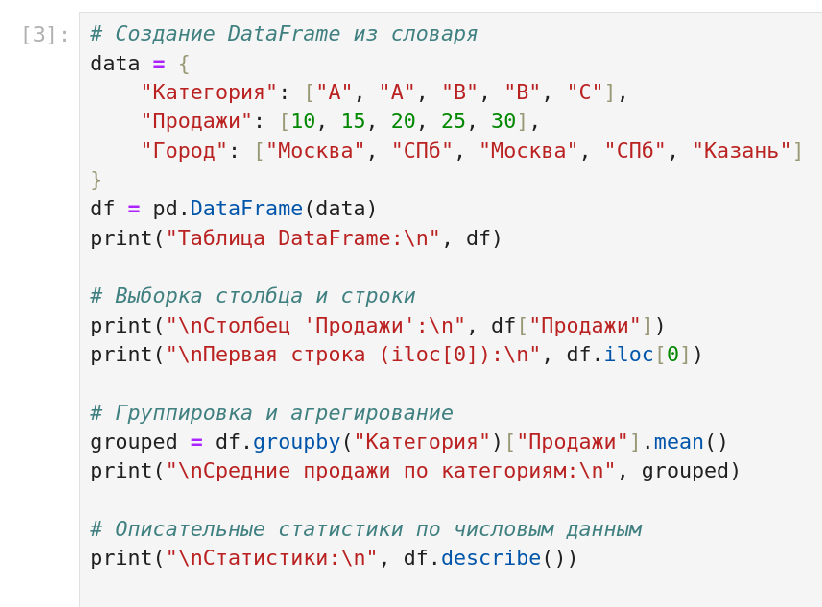 [3]:
# Создание DataFrame из словаря
data = {
    "Категория": ["A", "A", "B", "B", "C"],
    "Продажи": [10, 15, 20, 25, 30],
    "Город": ["Москва", "СПб", "Москва", "СПб", "Казань"]
}
df = pd.DataFrame(data)
print("Таблица DataFrame:\n", df)

# Выборка столбца и строки
print("\nСтолбец 'Продажи':\n", df["Продажи"])
print("\nПервая строка (iloc[0]):\n", df.iloc[0])

# Группировка и агрегирование
grouped = df.groupby("Категория")["Продажи"].mean()
print("\nСредние продажи по категориям:\n", grouped)

# Описательные статистики по числовым данным
print("\nСтатистики:\n", df.describe())